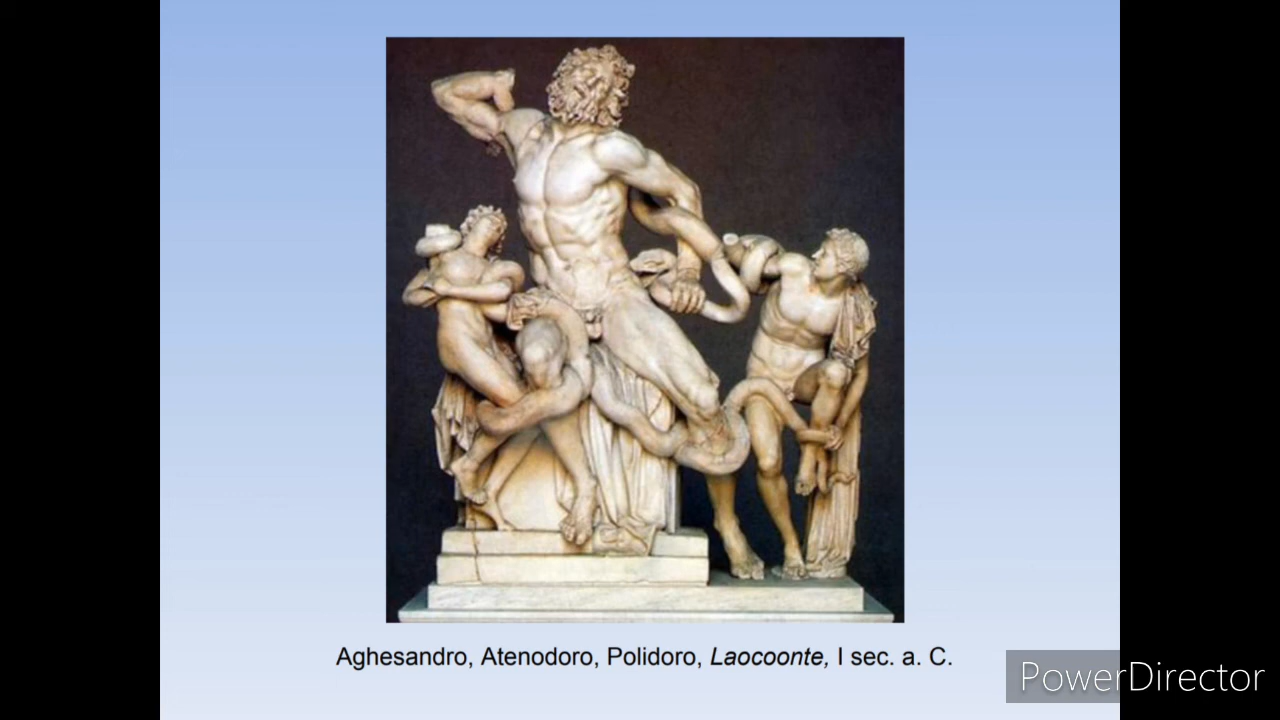 Aghesandro, Atenodoro, Polidoro, Laocoonte, I sec. a. C.
PowerDirector